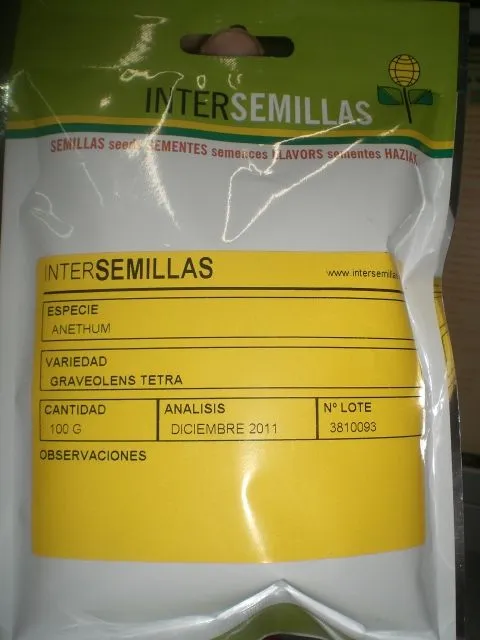 INTERSEMILLAS
SEMILLAS seeds SEMENTES semences LLAVORS sementes HAZIAK
INTERSEMILLAS
www.intersemillas
ESPECIE
ANETHUM
VARIEDAD
GRAVEOLENS TETRA
CANTIDAD ANALISIS Nº LOTE
100 G DICIEMBRE 2011 3810093
OBSERVACIONES